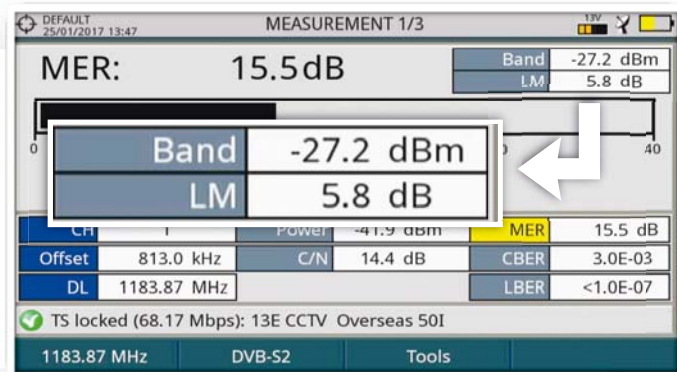 DEFAULT
25/01/2017 13:47
MEASUREMENT 1/3
13V
MER: 15.5dB
Band -27.2 dBm
LM 5.8 dB
0 40
Band -27.2 dBm
LM 5.8 dB
CH 1 Power -41.9 dBm MER 15.5 dB
Offset 813.0 kHz C/N 14.4 dB CBER 3.0E-03
DL 1183.87 MHz LBER <1.0E-07
TS locked (68.17 Mbps): 13E CCTV Overseas 50I
1183.87 MHz DVB-S2 Tools